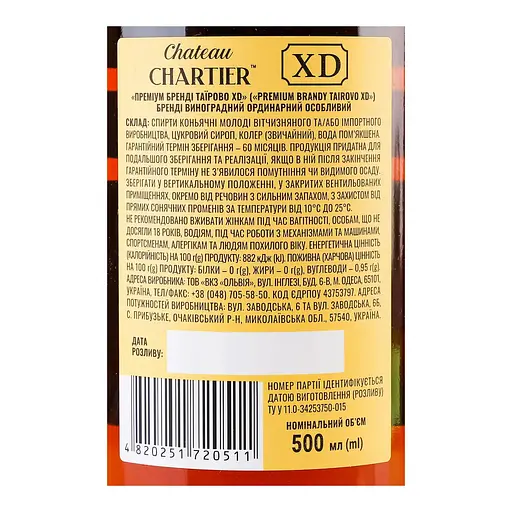 Chateau
CHARTIER™
XD
«ПРЕМІУМ БРЕНДІ ТАЇРОВО XD» («PREMIUM BRANDY TAIROVO XD»)
БРЕНДІ ВИНОГРАДНИЙ ОРДИНАРНИЙ ОСОБЛИВИЙ
СКЛАД: СПИРТИ КОНЬЯЧНІ МОЛОДІ ВІТЧИЗНЯНОГО ТА/АБО ІМПОРТНОГО
ВИРОБНИЦТВА, ЦУКРОВИЙ СИРОП, КОЛЕР (ЗВИЧАЙНИЙ), ВОДА ПОМ'ЯКШЕНА.
ГАРАНТІЙНИЙ ТЕРМІН ЗБЕРІГАННЯ – 60 МІСЯЦІВ. ПРОДУКЦІЯ ПРИДАТНА ДЛЯ
ПОДАЛЬШОГО ЗБЕРІГАННЯ ТА РЕАЛІЗАЦІЇ, ЯКЩО В НІЙ ПІСЛЯ ЗАКІНЧЕННЯ
ГАРАНТІЙНОГО ТЕРМІНУ НЕ З'ЯВИЛОСЯ ПОМУТНІННЯ ЧИ ВИДИМОГО ОСАДУ.
ЗБЕРІГАТИ У ВЕРТИКАЛЬНОМУ ПОЛОЖЕННІ, У ЗАКРИТИХ ВЕНТИЛЬОВАНИХ
ПРИМІЩЕННЯХ, ОКРЕМО ВІД РЕЧОВИН З СИЛЬНИМ ЗАПАХОМ, З ЗАХИСТОМ ВІД
ПРЯМИХ СОНЯЧНИХ ПРОМЕНІВ ЗА ТЕМПЕРАТУРИ ВІД 10°C ДО 25°C.
НЕ РЕКОМЕНДОВАНО ВЖИВАТИ ЖІНКАМ ПІД ЧАС ВАГІТНОСТІ, ОСОБАМ, ЩО НЕ
ДОСЯГЛИ 18 РОКІВ, ВОДІЯМ, ПІД ЧАС РОБОТИ З МЕХАНІЗМАМИ ТА МАШИНАМИ,
СПОРТСМЕНАМ, АЛЕРГІКАМ ТА ЛЮДЯМ ПОХИЛОГО ВІКУ. ЕНЕРГЕТИЧНА ЦІННІСТЬ
(КАЛОРІЙНІСТЬ) НА 100 г(g) ПРОДУКТУ: 882 кДж (kj). ПОЖИВНА (ХАРЧОВА) ЦІННІСТЬ
НА 100 г(g) ПРОДУКТУ: БІЛКИ – 0 г(g), ЖИРИ – 0 г(g), ВУГЛЕВОДИ – 0,95 г(g).
АДРЕСА ВИРОБНИКА: ТОВ «ВКЗ «ОЛЬВІЯ», ВУЛ. ІНГЛЕЗІ, БУД. 6-В, М. ОДЕСА, 65101,
УКРАЇНА, ТЕЛ/ФАКС: +38 (048) 705-58-50. КОД ЄДРПОУ 43753797. АДРЕСА
ПОТУЖНОСТЕЙ ВИРОБНИЦТВА: ВУЛ. ЗАВОДСЬКА, 6 ТА ВУЛ. ЗАВОДСЬКА, 6Б,
С. ПРИБУЗЬКЕ, ОЧАКІВСЬКИЙ Р-Н, МИКОЛАЇВСЬКА ОБЛ., 57540, УКРАЇНА.
ДАТА
РОЗЛИВУ:
НОМЕР ПАРТІЇ ІДЕНТИФІКУЄТЬСЯ
ДАТОЮ ВИГОТОВЛЕННЯ (РОЗЛИВУ)
ТУ У 11.0-34253750-015
НОМІНАЛЬНИЙ ОБ'ЄМ
500 мл (ml)
4 820251 720511